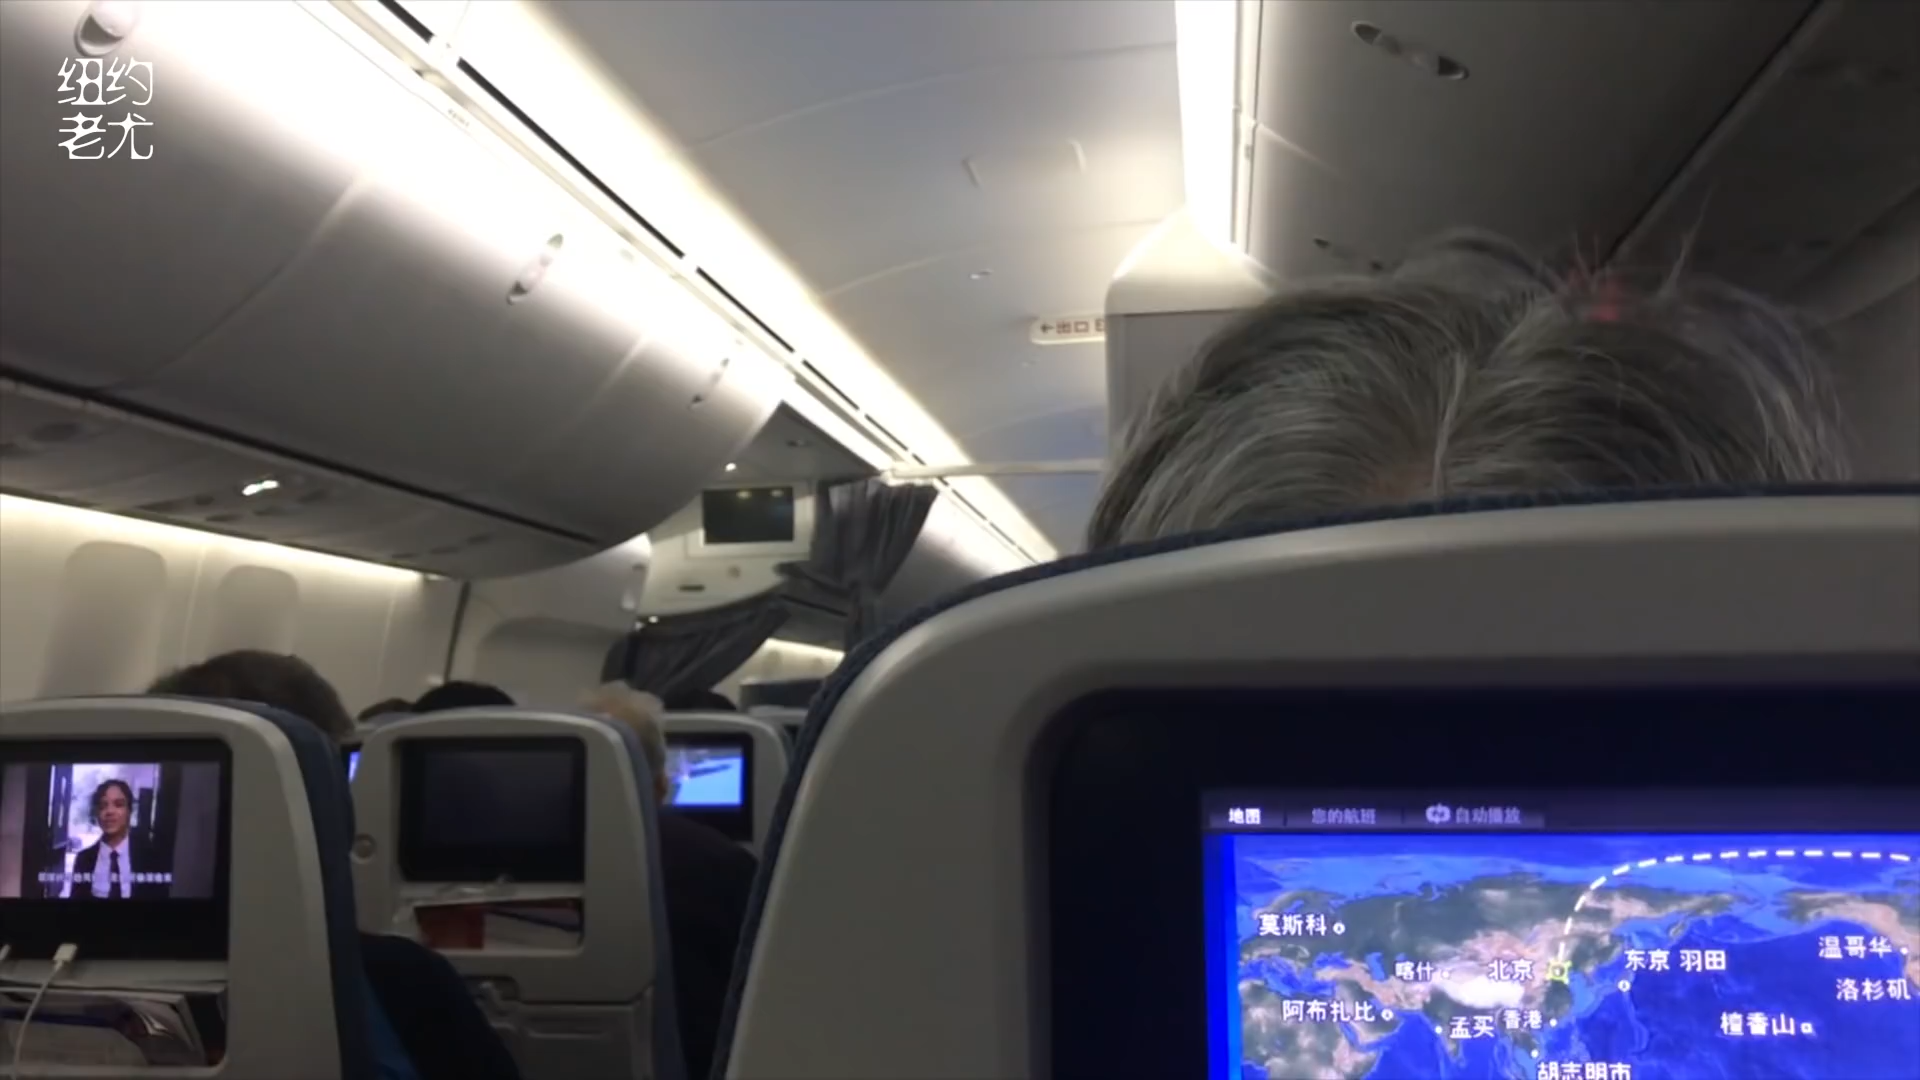 纽约
老尤
←出口 E
地图 您的航班 自动播放
莫斯科
喀什
北京
东京 羽田
温哥华
洛杉矶
阿布扎比
孟买
香港
檀香山
胡志明市